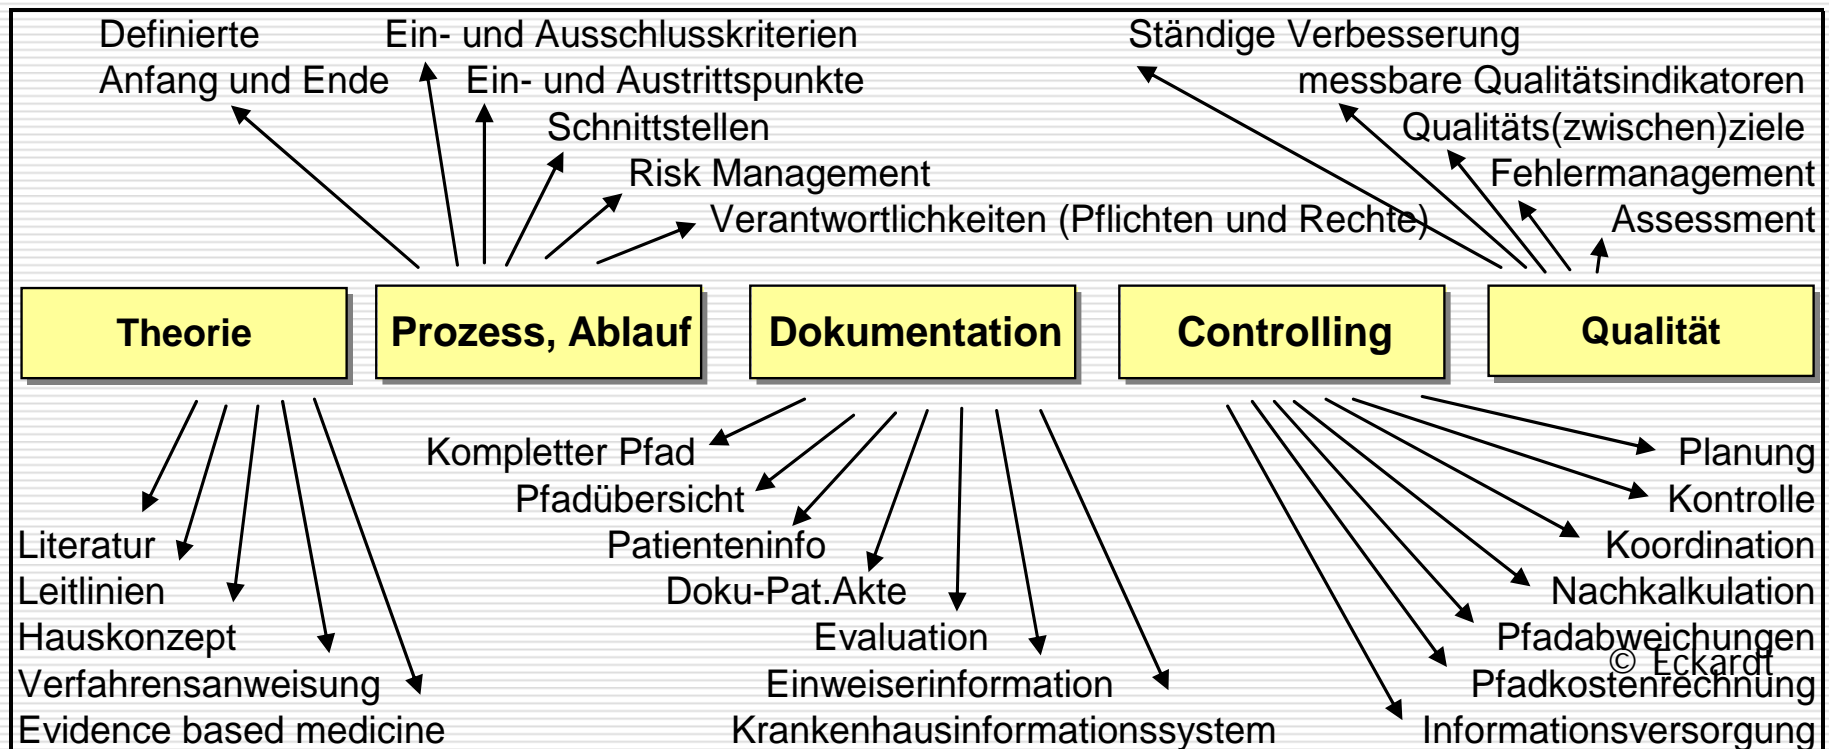 Definierte
Anfang und Ende
Ein- und Ausschlusskriterien
Ein- und Austrittspunkte
Schnittstellen
Risk Management
Verantwortlichkeiten (Pflichten und Rechte)
Ständige Verbesserung
messbare Qualitätsindikatoren
Qualitäts(zwischen)ziele
Fehlermanagement
Assessment
Theorie
Prozess, Ablauf
Dokumentation
Controlling
Qualität
Literatur
Leitlinien
Hauskonzept
Verfahrensanweisung
Evidence based medicine
Kompletter Pfad
Pfadübersicht
Patienteninfo
Doku-Pat.Akte
Evaluation
Einweiserinformation
Krankenhausinformationssystem
Planung
Kontrolle
Koordination
Nachkalkulation
Pfadabweichungen
© Eckardt
Pfadkostenrechnung
Informationsversorgung